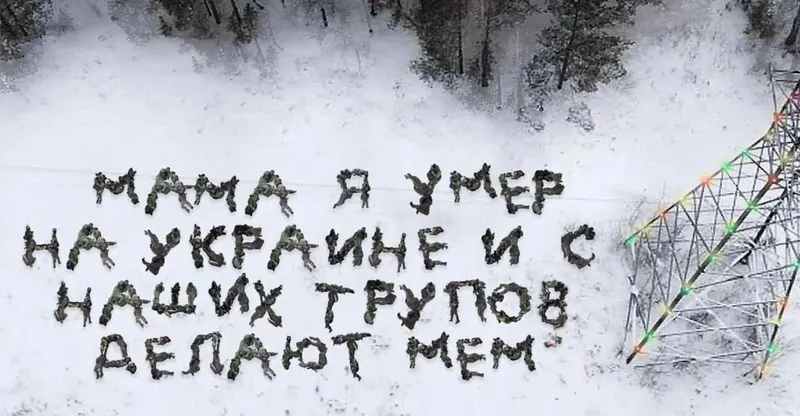 МАМА Я УМЕР
НА УКРАИНЕ И С
НАШИХ ТРУПОВ
ДЕЛАЮТ МЕМ